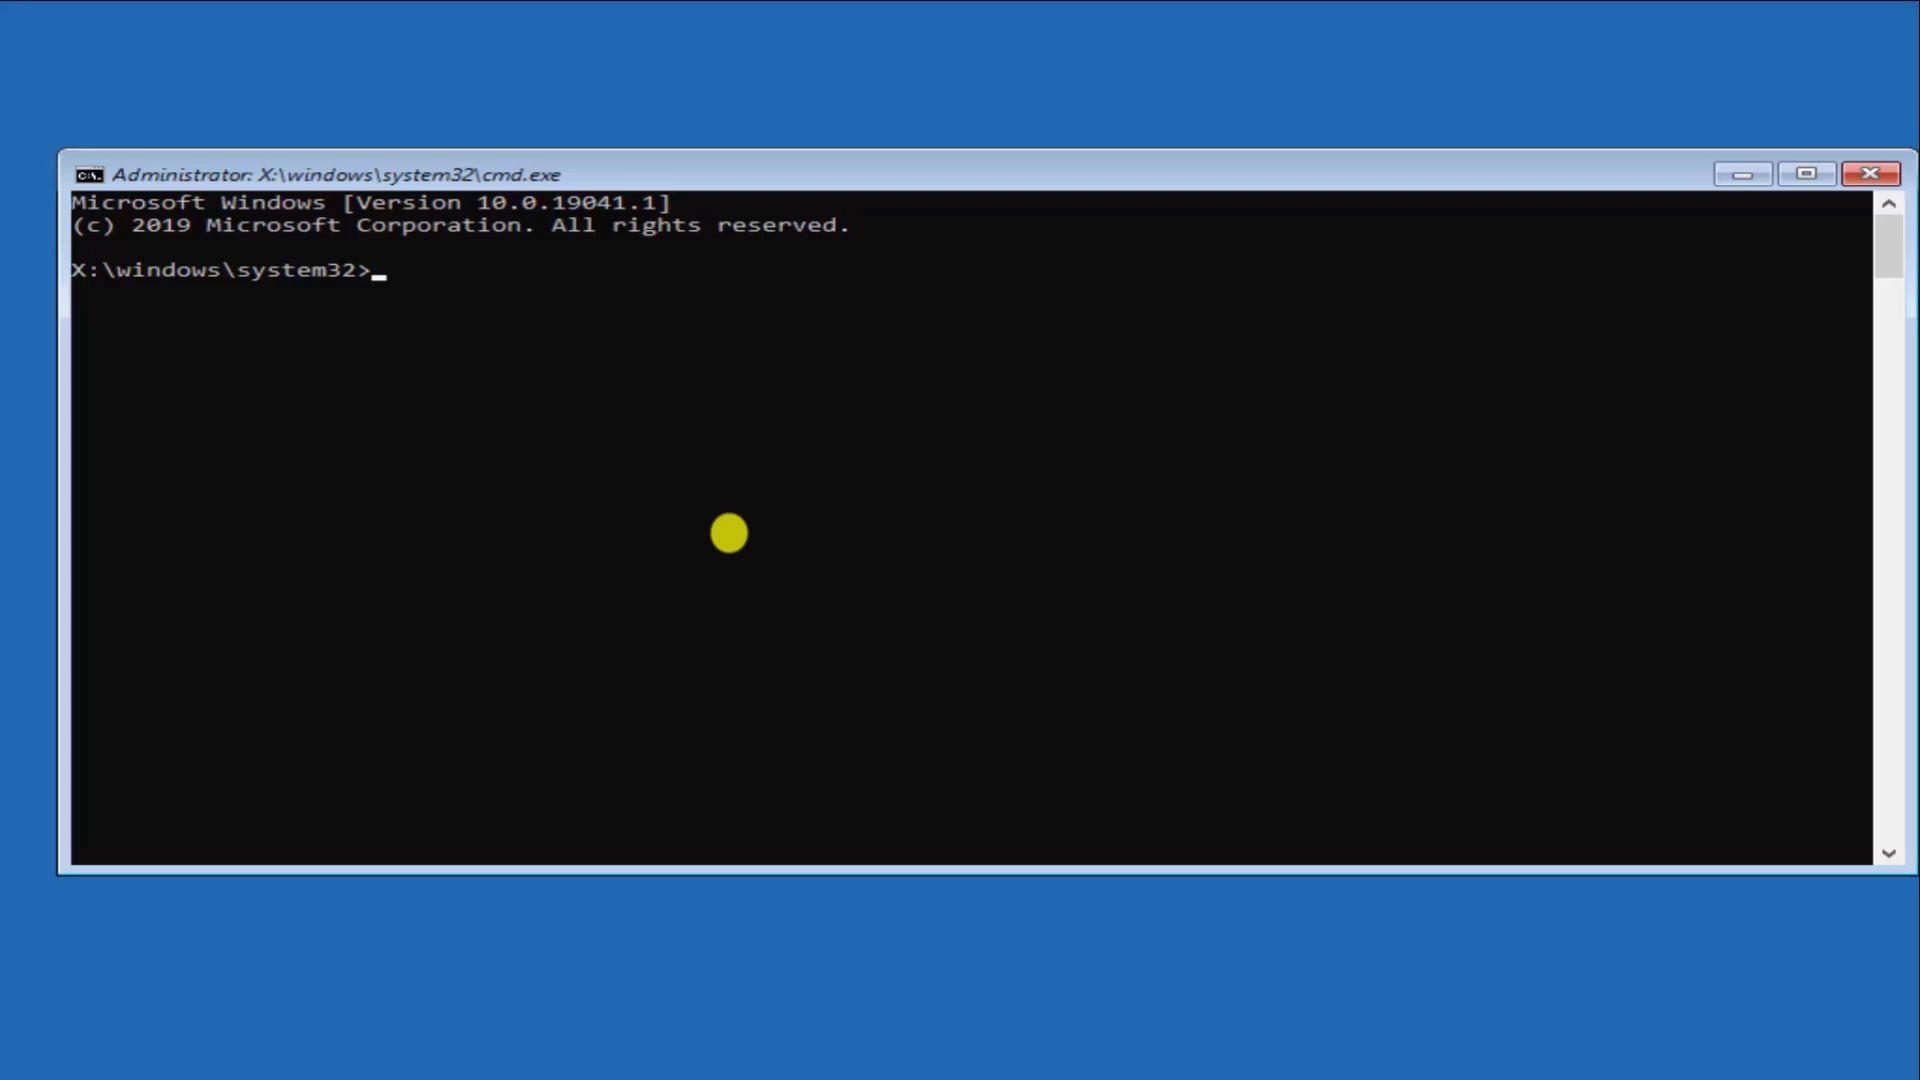 Administrator: X:\windows\system32\cmd.exe
Microsoft Windows [Version 10.0.19041.1]
(c) 2019 Microsoft Corporation. All rights reserved.
X:\windows\system32>